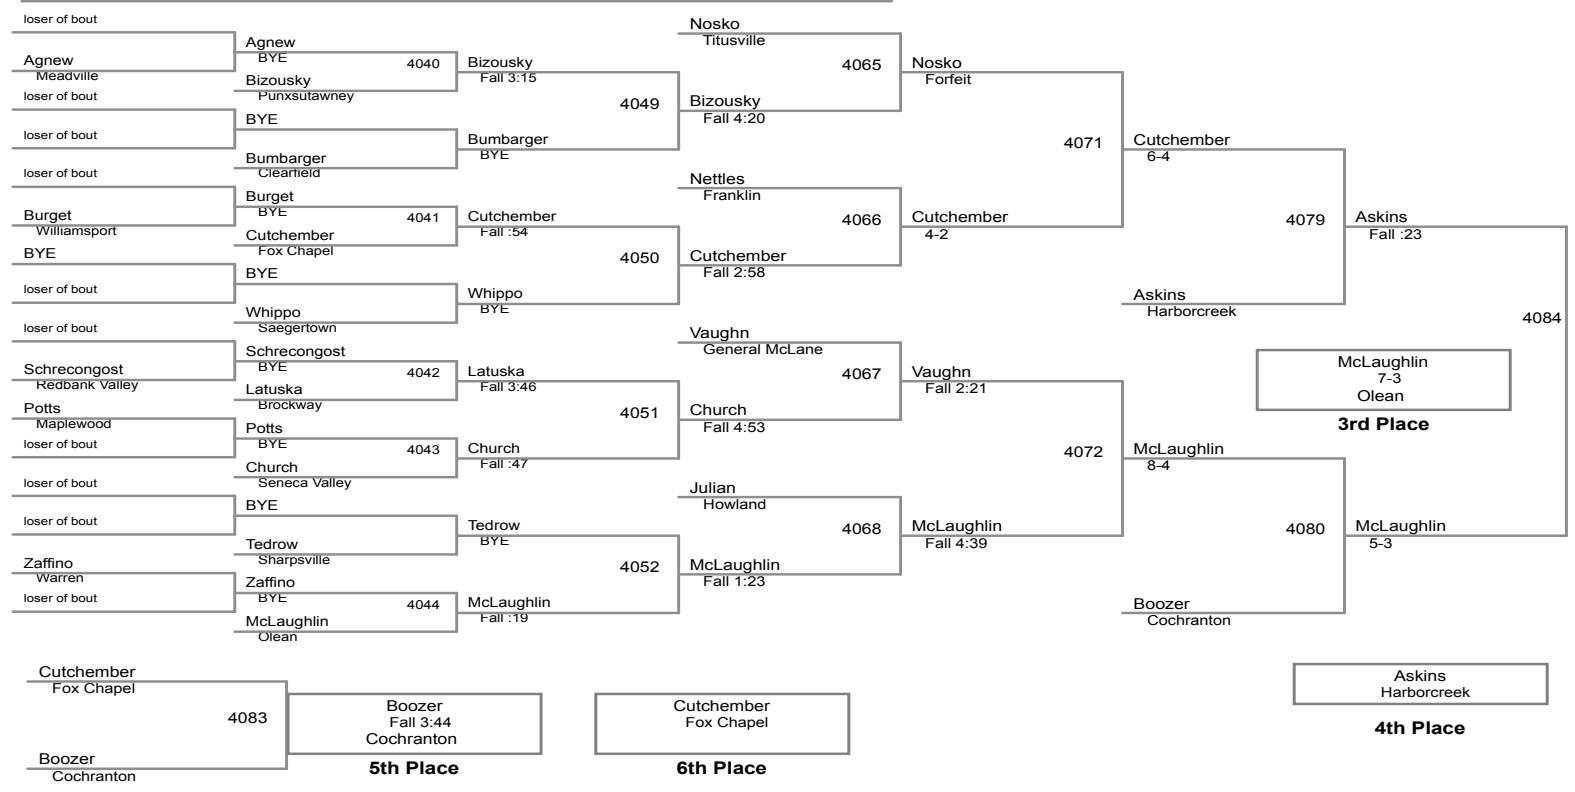 loser of bout
Agnew
Meadville
loser of bout
loser of bout
loser of bout
Burget
Williamsport
BYE
loser of bout
loser of bout
Schrecongost
Redbank Valley
Potts
Maplewood
loser of bout
loser of bout
loser of bout
Zaffino
Warren
loser of bout
Agnew
BYE
4040
Bizousky
Punxsutawney
BYE
Bumbarger
Clearfield
Burget
BYE
4041
Cutchember
Fox Chapel
BYE
Whippo
Saegertown
Schrecongost
BYE
4042
Latuska
Brockway
Potts
BYE
4043
Church
Seneca Valley
BYE
Tedrow
Sharpsville
Zaffino
BYE
4044
McLaughlin
Olean
Bizousky
Fall 3:15
4049
Bumbarger
BYE
Cutchember
Fall :54
4050
Whippo
BYE
Latuska
Fall 3:46
4051
Church
Fall :47
Tedrow
BYE
4052
McLaughlin
Fall :19
Nosko
Titusville
4065
Bizousky
Fall 4:20
Nettles
Franklin
4066
Cutchember
Fall 2:58
Vaughn
General McLane
4067
Church
Fall 4:53
Julian
Howland
4068
McLaughlin
Fall 1:23
Nosko
Forfeit
4071
Cutchember
4-2
Vaughn
Fall 2:21
4072
McLaughlin
Fall 4:39
Cutchember
6-4
4079
Askins
Harborcreek
McLaughlin
8-4
4080
Boozer
Cochranton
Askins
Fall :23
4084
McLaughlin
5-3
McLaughlin
7-3
Olean
3rd Place
Askins
Harborcreek
4th Place
Cutchember
Fox Chapel
4083
Boozer
Cochranton
Boozer
Fall 3:44
Cochranton
5th Place
Cutchember
Fox Chapel
6th Place